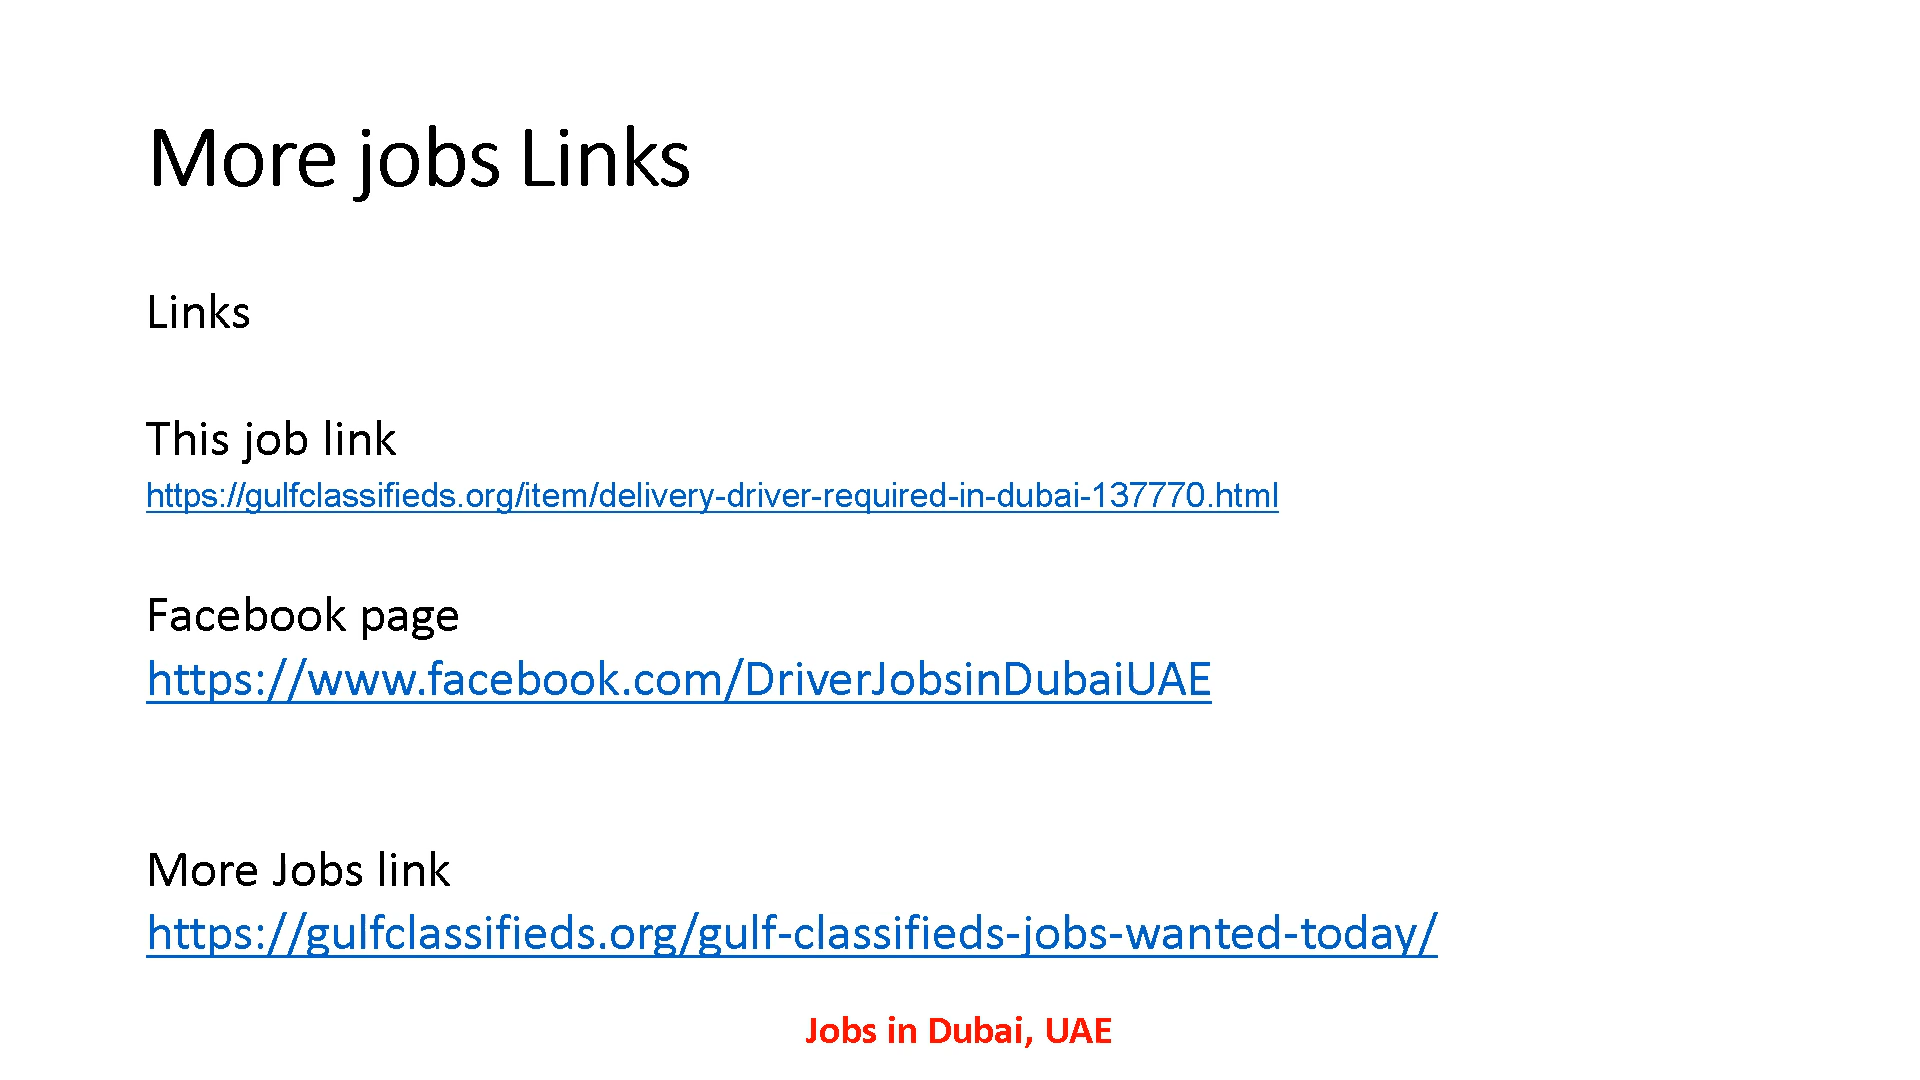 More jobs Links
Links
This job link
https://gulfclassifieds.org/item/delivery-driver-required-in-dubai-137770.html
Facebook page
https://www.facebook.com/DriverJobsinDubaiUAE
More Jobs link
https://gulfclassifieds.org/gulf-classifieds-jobs-wanted-today/
Jobs in Dubai, UAE